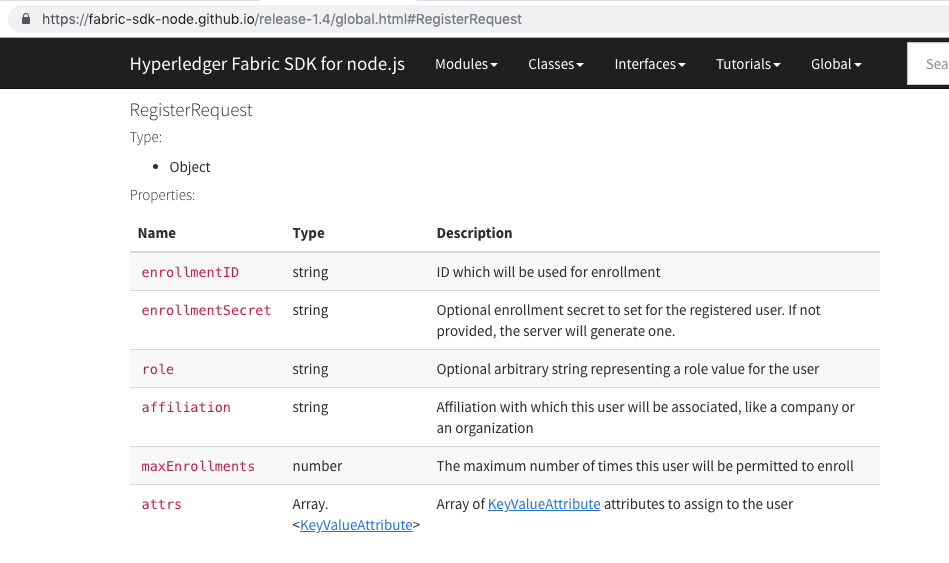 https://fabric-sdk-node.github.io/release-1.4/global.html#RegisterRequest
Hyperledger Fabric SDK for node.js Modules Classes Interfaces Tutorials Global Sea
RegisterRequest
Type:
• Object
Properties:
Name Type Description
enrollmentID string ID which will be used for enrollment
enrollmentSecret string Optional enrollment secret to set for the registered user. If not
provided, the server will generate one.
role string Optional arbitrary string representing a role value for the user
affiliation string Affiliation with which this user will be associated, like a company or
an organization
maxEnrollments number The maximum number of times this user will be permitted to enroll
attrs Array. Array of KeyValueAttribute attributes to assign to the user
<KeyValueAttribute>